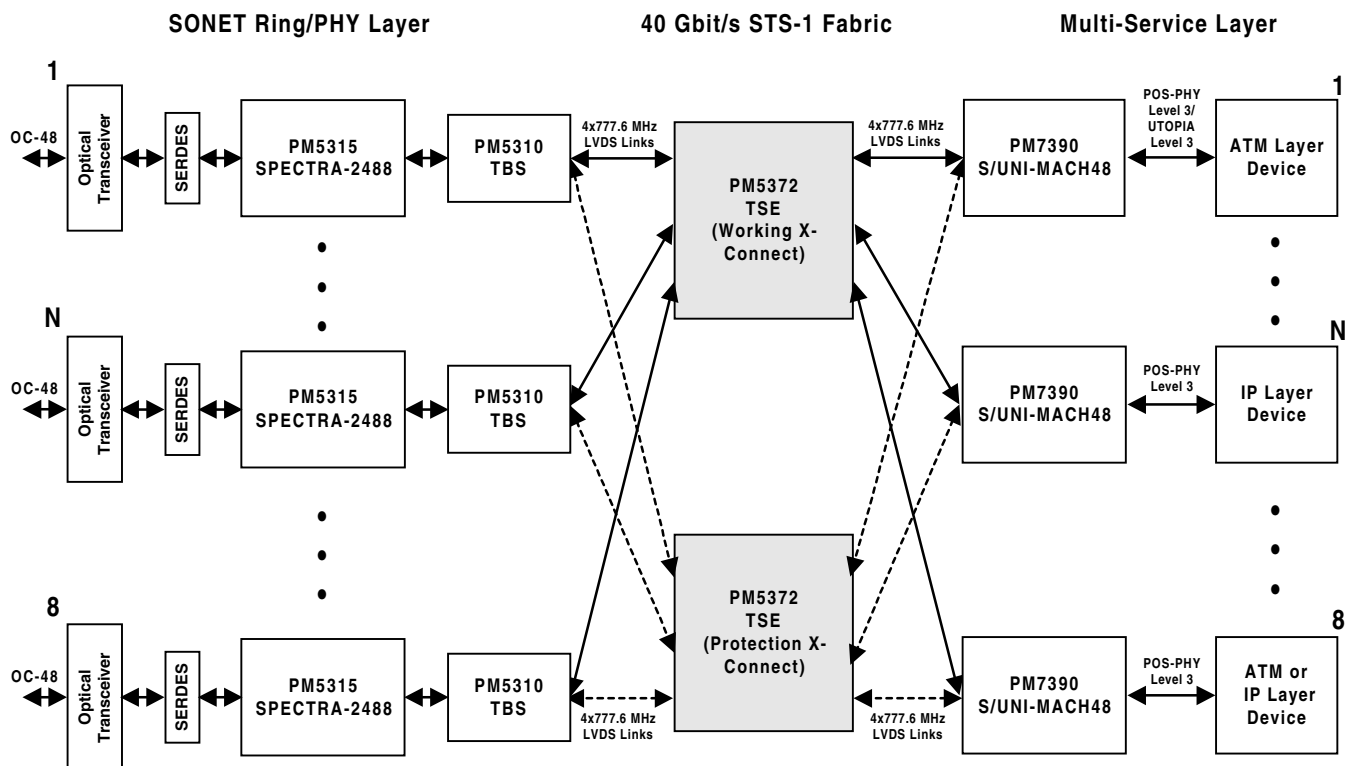 SONET Ring/PHY Layer
40 Gbit/s STS-1 Fabric
Multi-Service Layer
1
OC-48
Optical
Transceiver
SERDES
PM5315
SPECTRA-2488
PM5310
TBS
4x777.6 MHz
LVDS Links
PM5372
TSE
(Working X-
Connect)
4x777.6 MHz
LVDS Links
PM7390
S/UNI-MACH48
POS-PHY
Level 3/
UTOPIA
Level 3
1
ATM Layer
Device
N
OC-48
Optical
Transceiver
SERDES
PM5315
SPECTRA-2488
PM5310
TBS
PM7390
S/UNI-MACH48
POS-PHY
Level 3
N
IP Layer
Device
8
OC-48
Optical
Transceiver
SERDES
PM5315
SPECTRA-2488
PM5310
TBS
4x777.6 MHz
LVDS Links
PM5372
TSE
(Protection X-
Connect)
4x777.6 MHz
LVDS Links
PM7390
S/UNI-MACH48
POS-PHY
Level 3
8
ATM or
IP Layer
Device